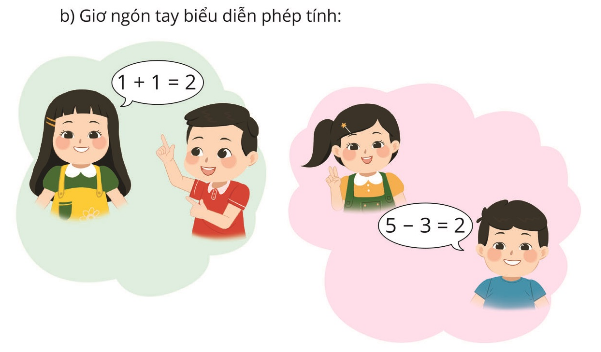 b) Giơ ngón tay biểu diễn phép tính:
1 + 1 = 2
5 – 3 = 2